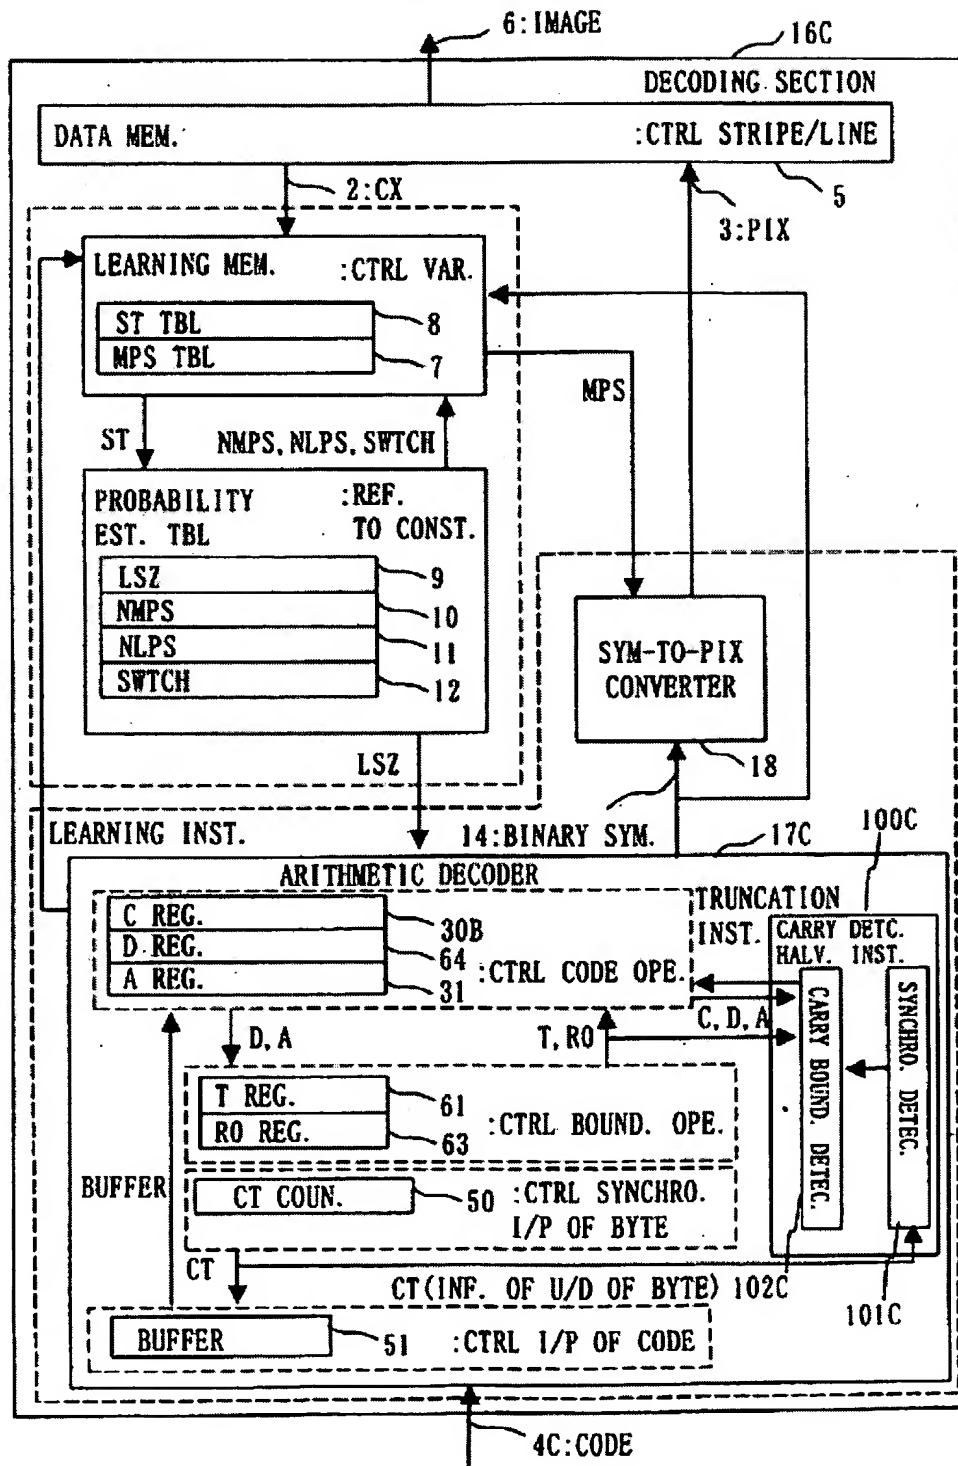 6:IMAGE
16C
DECODING SECTION
DATA MEM. :CTRL STRIPE/LINE
5
2:CX
3:PIX
LEARNING MEM. :CTRL VAR.
ST TBL 8
MPS TBL 7
MPS
ST
NMPS, NLPS, SWTCH
PROBABILITY :REF.
EST. TBL TO CONST.
LSZ 9
NMPS 10
NLPS 11
SWTCH 12
SYM-TO-PIX
CONVERTER
18
LSZ
LEARNING INST.
14:BINARY SYM.
100C
17C
ARITHMETIC DECODER
TRUNCATION
INST.
CARRY DETC.
HALV. INST.
C REG. 30B
D REG. 64
A REG. 31
:CTRL CODE OPE.
CARRY BOUND. DETEC.
SYNCHRO. DETEC.
C, D, A
D, A
T, RO
T REG. 61
RO REG. 63
:CTRL BOUND. OPE.
BUFFER
CT COUN. 50 :CTRL SYNCHRO.
I/P OF BYTE
CT
CT(INF. OF U/D OF BYTE) 102C
101C
BUFFER 51 :CTRL I/P OF CODE
4C:CODE